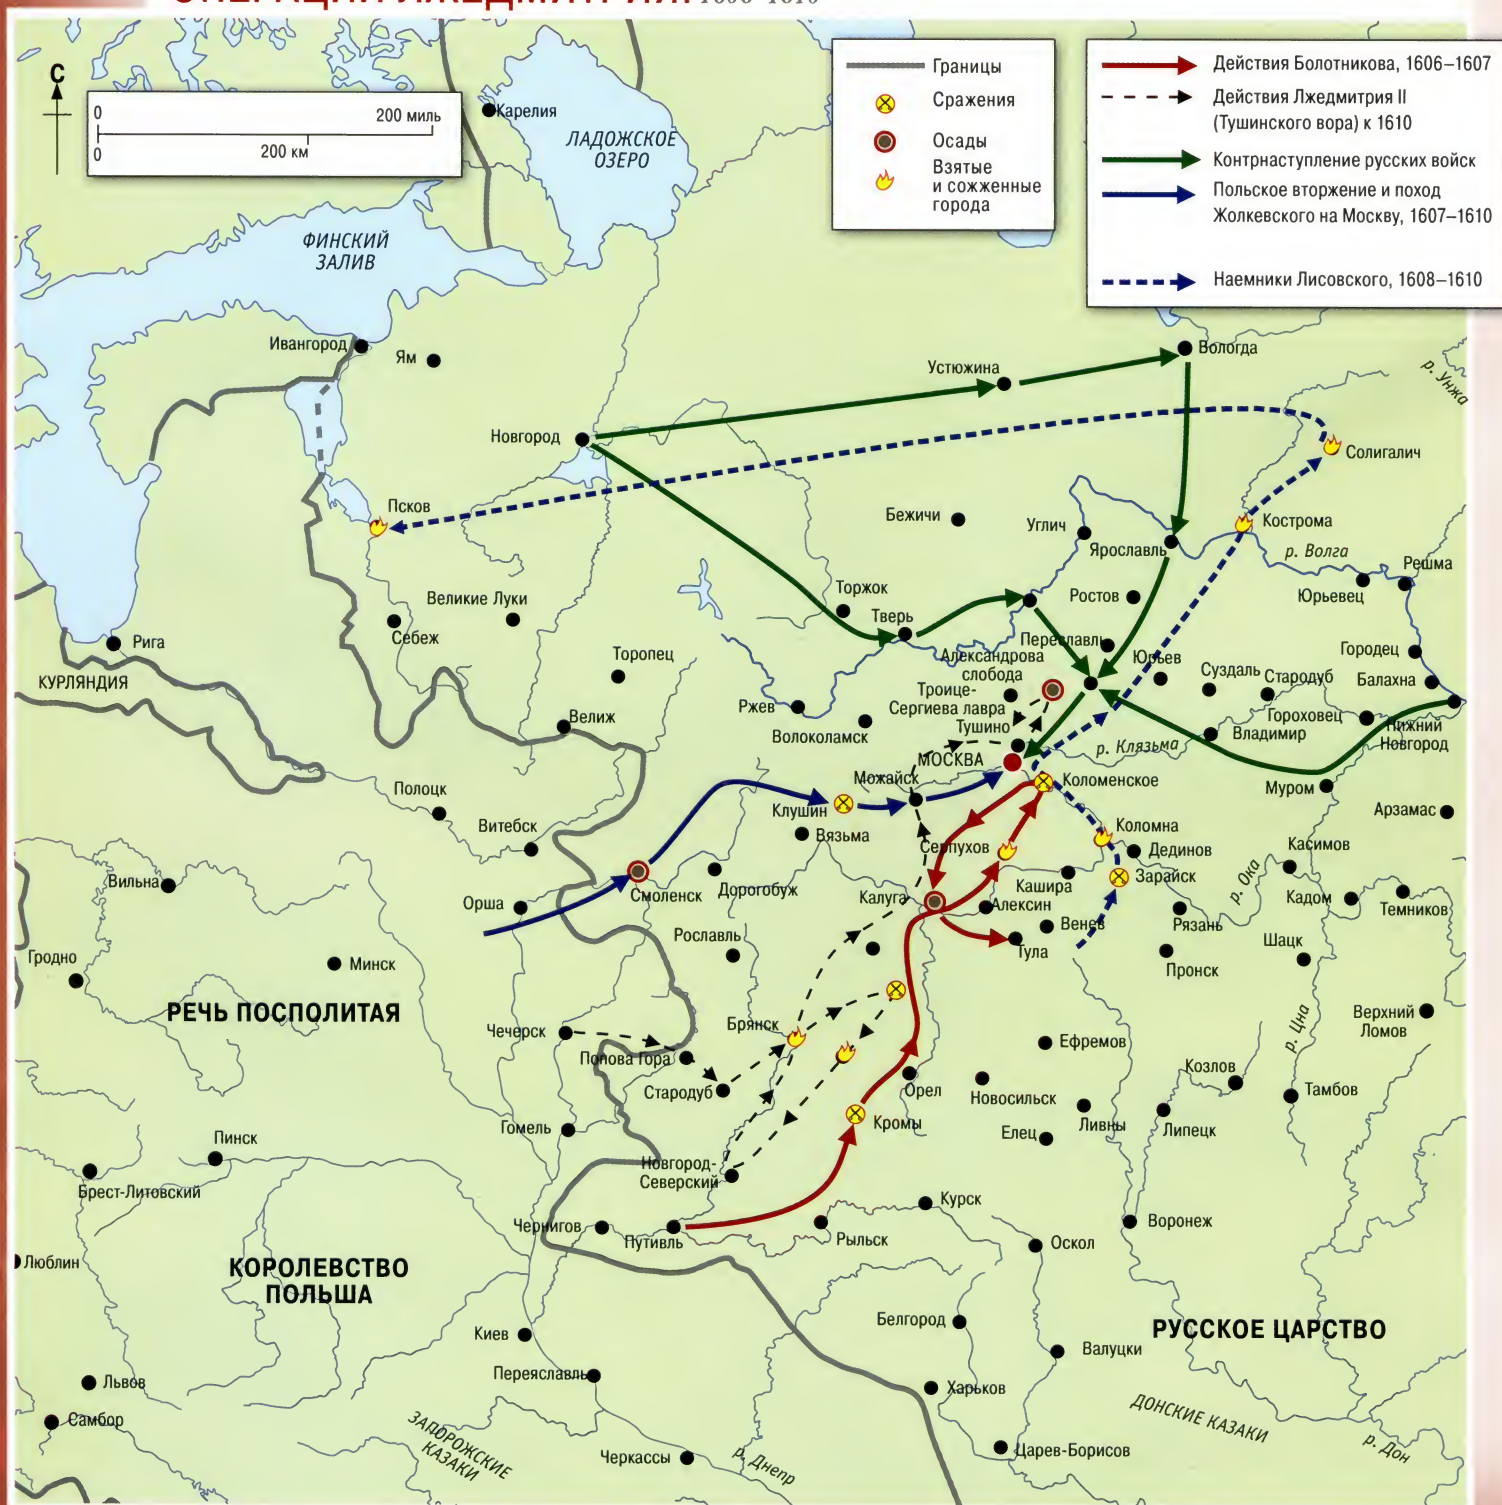 ОПЕРАЦИИ ЛЖЕДМИТРИЯ. 1606–1610
С
0
200 миль
0
200 км
Границы
Сражения
Осады
Взятые
и сожженные
города
Действия Болотникова, 1606–1607
Действия Лжедмитрия II
(Тушинского вора) к 1610
Контрнаступление русских войск
Польское вторжение и поход
Жолкевского на Москву, 1607–1610
Наемники Лисовского, 1608–1610
Карелия
ЛАДОЖСКОЕ
ОЗЕРО
ФИНСКИЙ
ЗАЛИВ
Ивангород
Ям
Устюжина
Вологда
р. Унжа
Новгород
Солигалич
Псков
Бежичи
Углич
Кострома
Ярославль
р. Волга
Решма
Юрьевец
Великие Луки
Себеж
Торжок
Тверь
Ростов
Рига
КУРЛЯНДИЯ
Торопец
Переславль
Александрова
слобода
Юрьев
Суздаль
Стародуб
Городец
Балахна
Троице-
Сергиева лавра
Ржев
Волоколамск
Велиж
Тушино
Гороховец
Владимир
Нижний
Новгород
р. Клязьма
МОСКВА
Можайск
Коломенское
Муром
Арзамас
Полоцк
Витебск
Клушин
Вязьма
Серпухов
Коломна
Дединов
Касимов
Вильна
Смоленск
Дорогобуж
Калуга
Кашира
Зарайск
р. Ока
Кадом
Темников
Орша
Алексин
Рославль
Венев
Тула
Рязань
Пронск
Шацк
Гродно
Минск
РЕЧЬ ПОСПОЛИТАЯ
Чечерск
Брянск
Попова Гора
Стародуб
Ефремов
р. Цна
Верхний
Ломов
Козлов
Тамбов
Орел
Новосильск
Кромы
Елец
Ливны
Липецк
Гомель
Пинск
Новгород-
Северский
Брест-Литовский
Чернигов
Путивль
Рыльск
Курск
Воронеж
Оскол
Люблин
КОРОЛЕВСТВО
ПОЛЬША
РУССКОЕ ЦАРСТВО
Киев
Белгород
Валуцки
Переяславль
Львов
Харьков
Самбор
ЗАПОРОЖСКИЕ
КАЗАКИ
ДОНСКИЕ КАЗАКИ
р. Дон
Черкассы
р. Днепр
Царев-Борисов